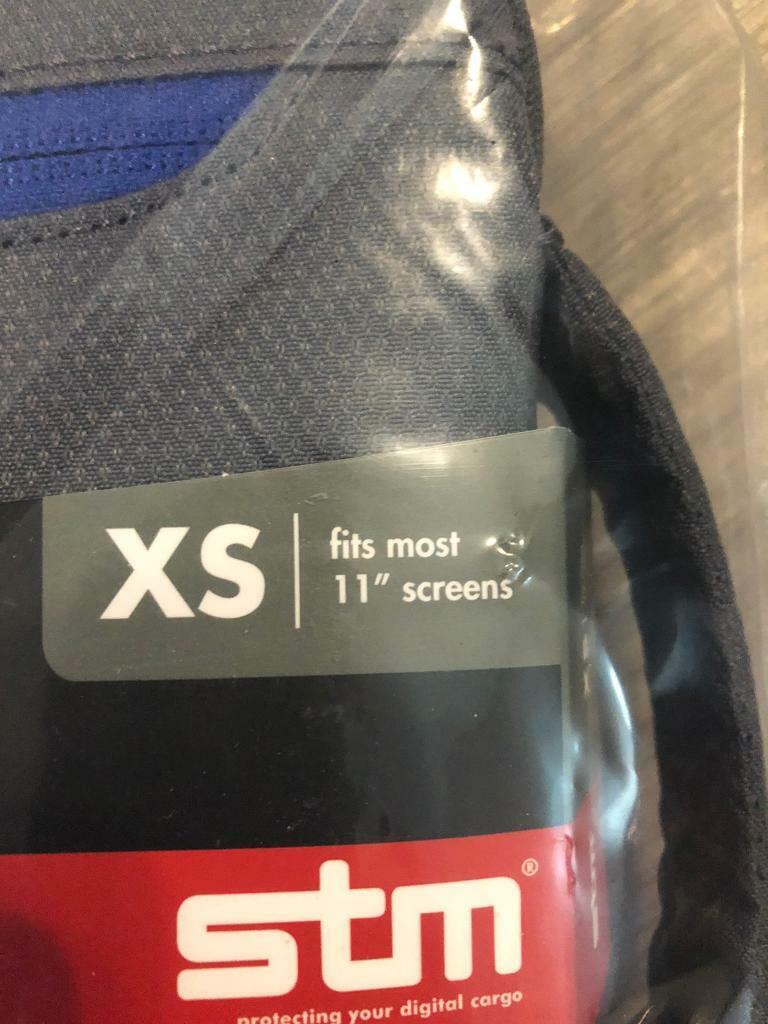 XS
fits most
11" screens
stm®
protecting your digital cargo